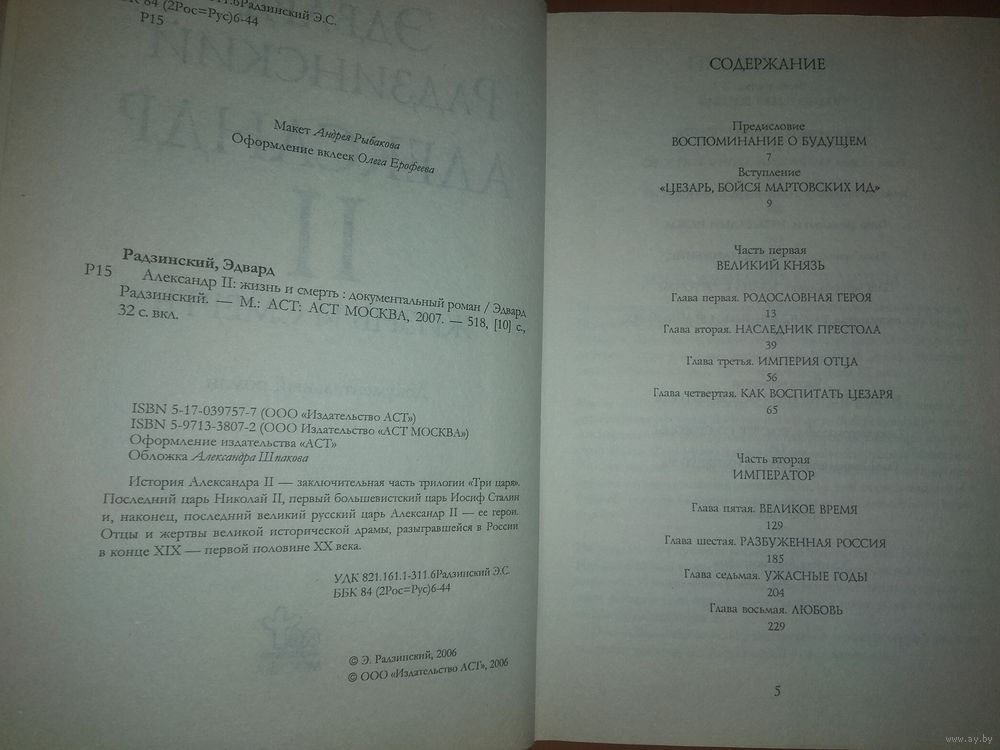 Радзинский Э.С.
84 (2Рос=Рус)6-44
Р15
Макет Андрея Рыбакова
Оформление вклеек Олега Ерофеева
Радзинский, Эдвард
Р15
Александр II: жизнь и смерть : документальный роман / Эдвард
Радзинский. — М.: АСТ: АСТ МОСКВА, 2007. — 518, [10] с.,
32 с. вкл.
ISBN 5-17-039757-7 (ООО «Издательство АСТ»)
ISBN 5-9713-3807-2 (ООО Издательство «АСТ МОСКВА»)
Оформление издательства «АСТ»
Обложка Александра Шпакова
История Александра II — заключительная часть трилогии «Три царя».
Последний царь Николай II, первый большевистский царь Иосиф Сталин
и, наконец, последний великий русский царь Александр II — ее герои.
Отцы и жертвы великой исторической драмы, разыгравшейся в России
в конце XIX — первой половине XX века.
УДК 821.161.1-311.6Радзинский Э.С.
ББК 84 (2Рос=Рус)6-44
© Э. Радзинский, 2006
© ООО «Издательство АСТ», 2006
СОДЕРЖАНИЕ
Предисловие
ВОСПОМИНАНИЕ О БУДУЩЕМ
7
Вступление
«ЦЕЗАРЬ, БОЙСЯ МАРТОВСКИХ ИД»
9
Часть первая
ВЕЛИКИЙ КНЯЗЬ
Глава первая. РОДОСЛОВНАЯ ГЕРОЯ
13
Глава вторая. НАСЛЕДНИК ПРЕСТОЛА
39
Глава третья. ИМПЕРИЯ ОТЦА
56
Глава четвертая. КАК ВОСПИТАТЬ ЦЕЗАРЯ
65
Часть вторая
ИМПЕРАТОР
Глава пятая. ВЕЛИКОЕ ВРЕМЯ
129
Глава шестая. РАЗБУЖЕННАЯ РОССИЯ
185
Глава седьмая. УЖАСНЫЕ ГОДЫ
204
Глава восьмая. ЛЮБОВЬ
229
5
www.ay.by